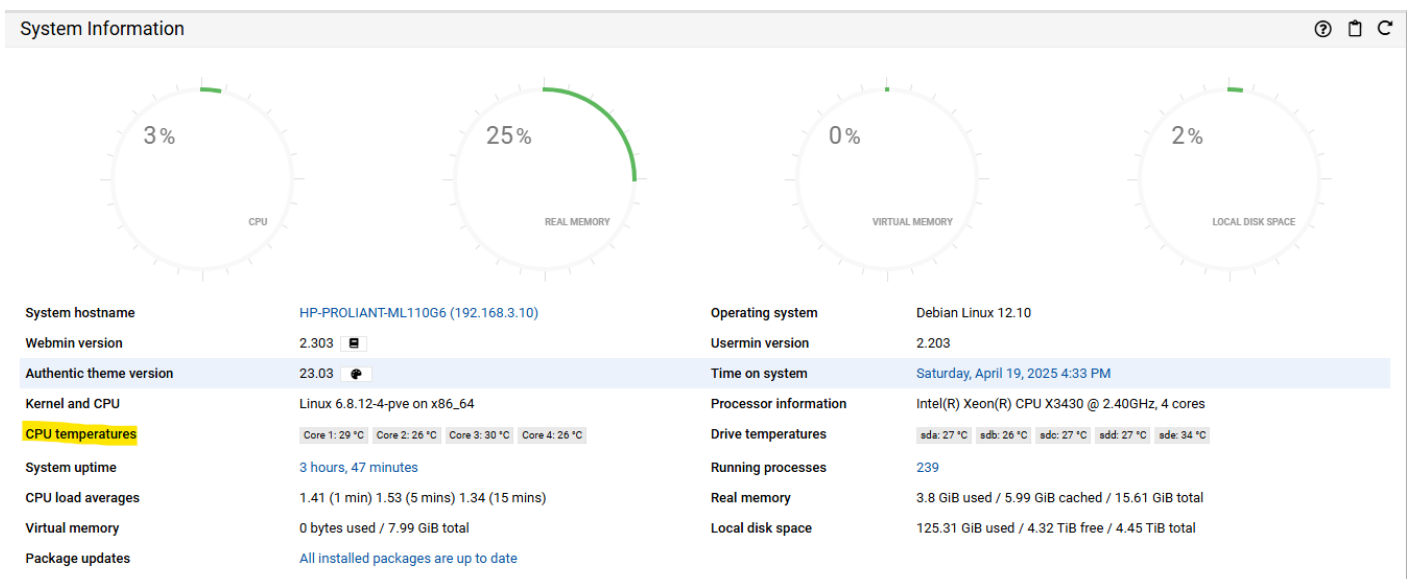 System Information
3%
CPU
25%
REAL MEMORY
0%
VIRTUAL MEMORY
2%
LOCAL DISK SPACE
System hostname HP-PROLIANT-ML110G6 (192.168.3.10) Operating system Debian Linux 12.10
Webmin version 2.303 Usermin version 2.203
Authentic theme version 23.03 Time on system Saturday, April 19, 2025 4:33 PM
Kernel and CPU Linux 6.8.12-4-pve on x86_64 Processor information Intel(R) Xeon(R) CPU X3430 @ 2.40GHz, 4 cores
CPU temperatures Core 1: 29 °C Core 2: 26 °C Core 3: 30 °C Core 4: 26 °C Drive temperatures sda: 27 °C sdb: 26 °C sdc: 27 °C sdd: 27 °C sde: 34 °C
System uptime 3 hours, 47 minutes Running processes 239
CPU load averages 1.41 (1 min) 1.53 (5 mins) 1.34 (15 mins) Real memory 3.8 GiB used / 5.99 GiB cached / 15.61 GiB total
Virtual memory 0 bytes used / 7.99 GiB total Local disk space 125.31 GiB used / 4.32 TiB free / 4.45 TiB total
Package updates All installed packages are up to date